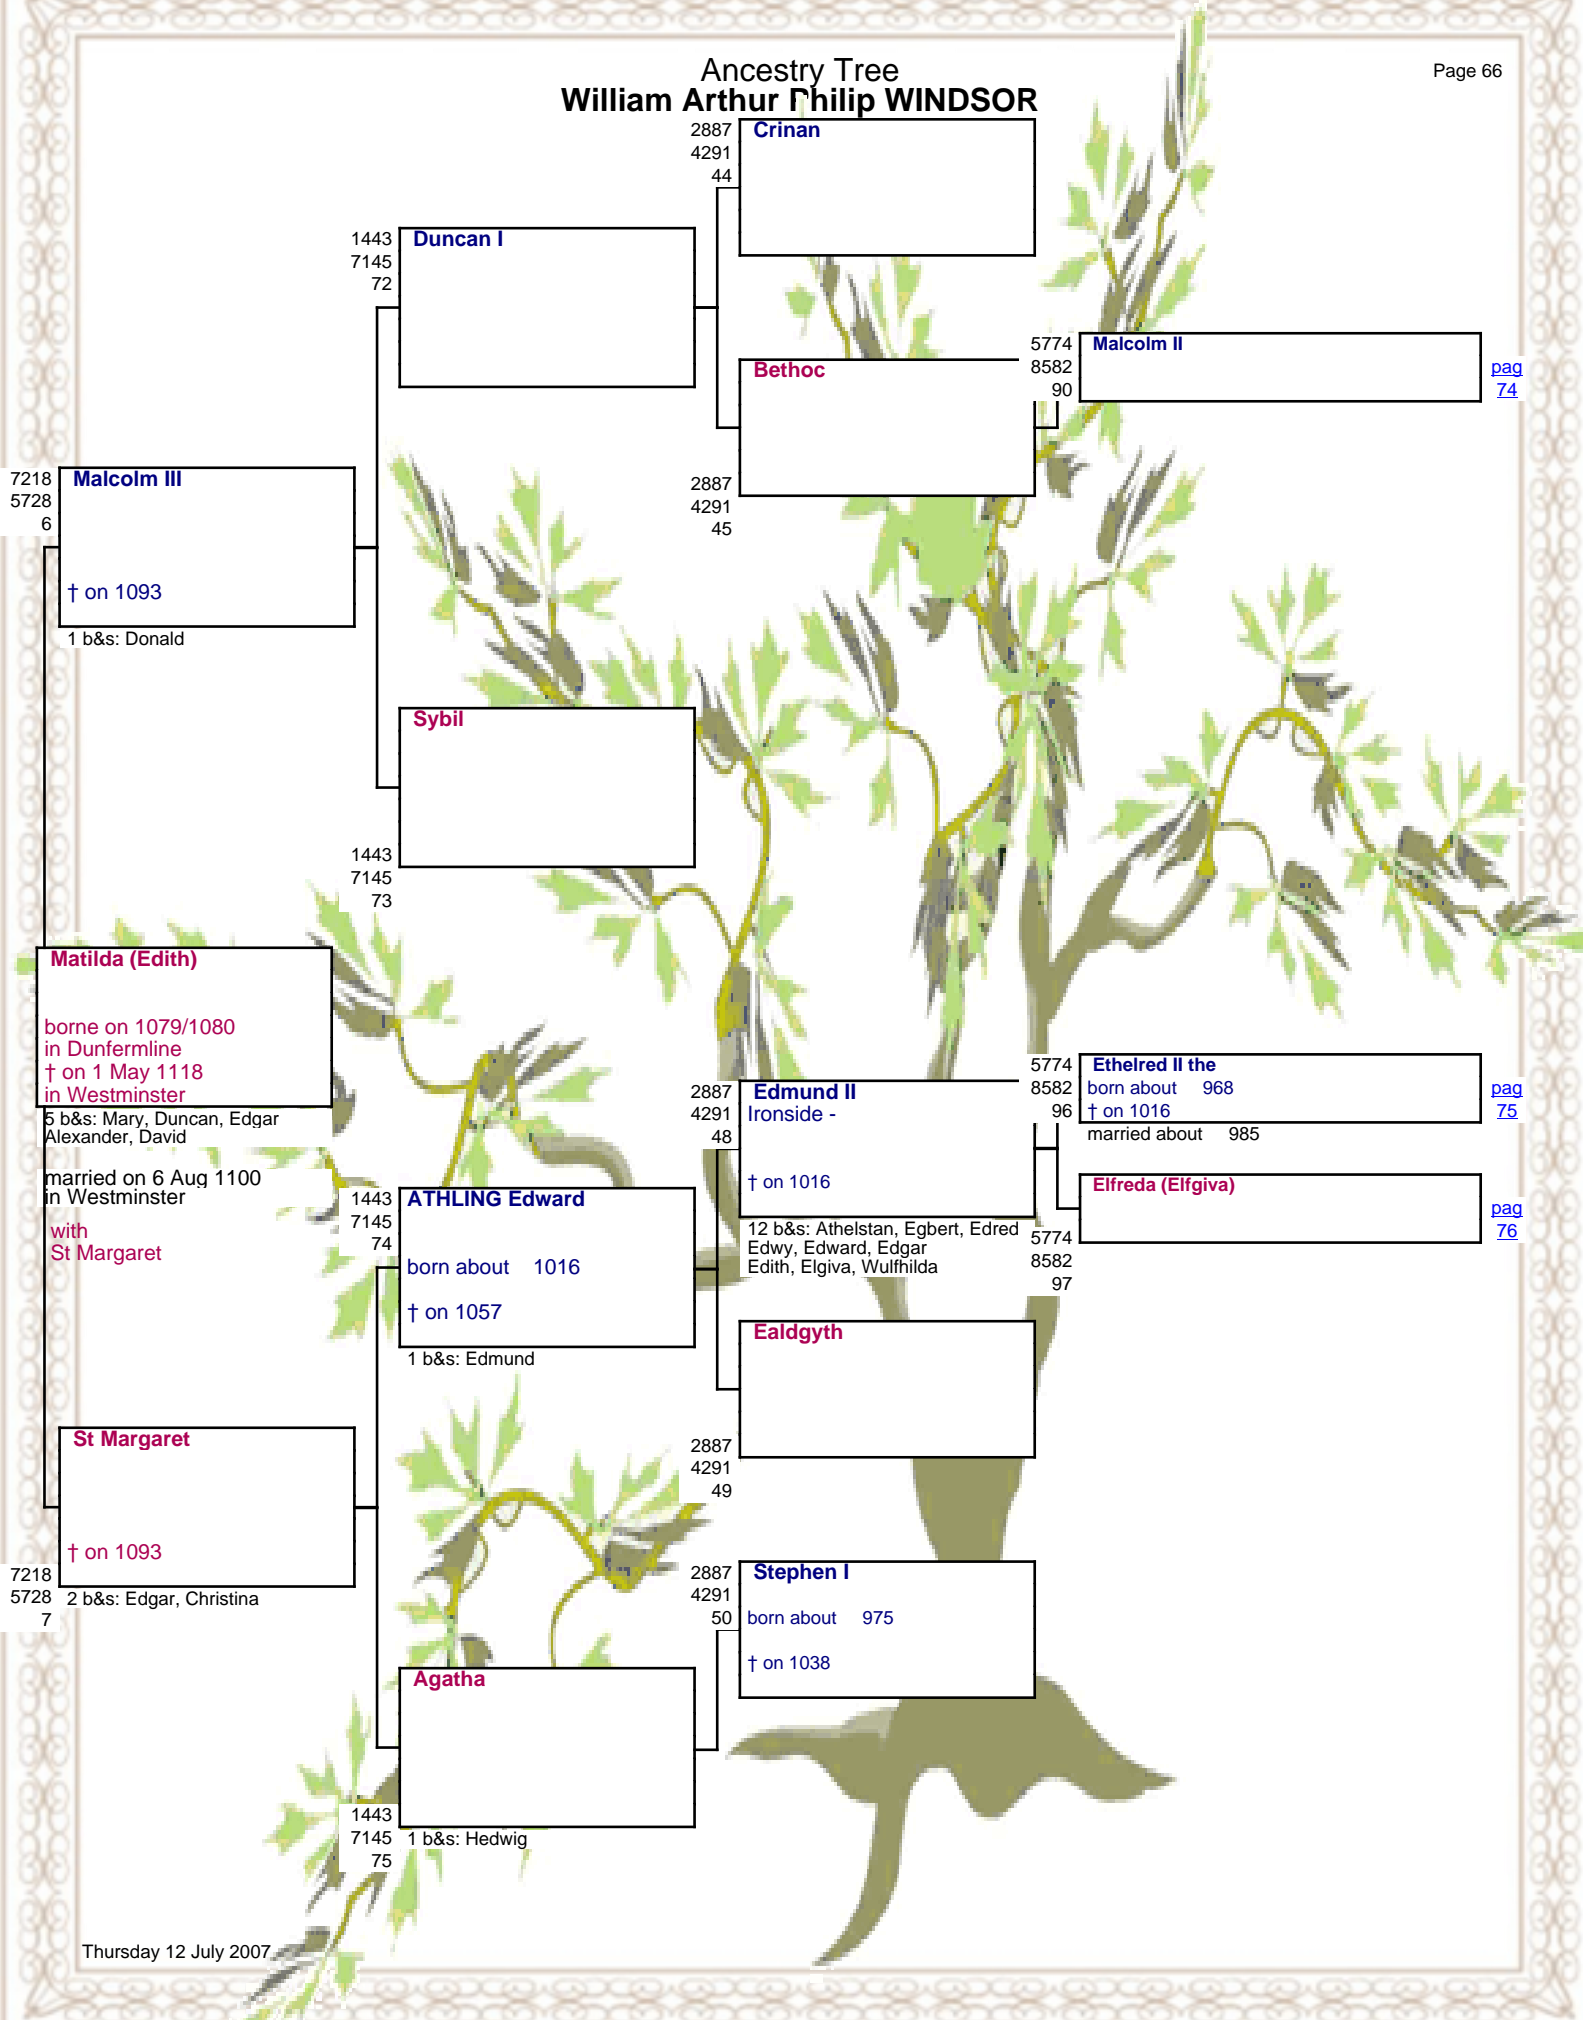 Ancestry Tree
William Arthur Philip WINDSOR
Page 66
2887
4291
44
Crinan
1443
7145
72
Duncan I
5774
8582
90
Malcolm II
pag
74
Bethoc
2887
4291
45
7218
5728
6
Malcolm III
† on 1093
1 b&s: Donald
Sybil
1443
7145
73
Matilda (Edith)
borne on 1079/1080
in Dunfermline
† on 1 May 1118
in Westminster
5 b&s: Mary, Duncan, Edgar
Alexander, David
married on 6 Aug 1100
in Westminster
with
St Margaret
5774
8582
96
Ethelred II the
born about 968
† on 1016
married about 985
pag
75
2887
4291
48
Edmund II
Ironside -
† on 1016
12 b&s: Athelstan, Egbert, Edred
Edwy, Edward, Edgar
Edith, Elgiva, Wulfhilda
Elfreda (Elfgiva)
pag
76
5774
8582
97
1443
7145
74
ATHLING Edward
born about 1016
† on 1057
1 b&s: Edmund
Ealdgyth
2887
4291
49
St Margaret
† on 1093
7218
5728
7
2 b&s: Edgar, Christina
2887
4291
50
Stephen I
born about 975
† on 1038
Agatha
1443
7145
75
1 b&s: Hedwig
Thursday 12 July 2007